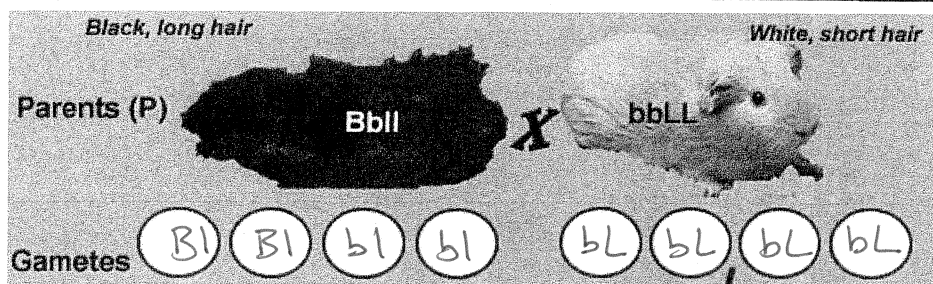 Black, long hair
White, short hair
Parents (P)
Bbll
X
bbLL
Gametes
Bl Bl bl bl
bL bL bL bL